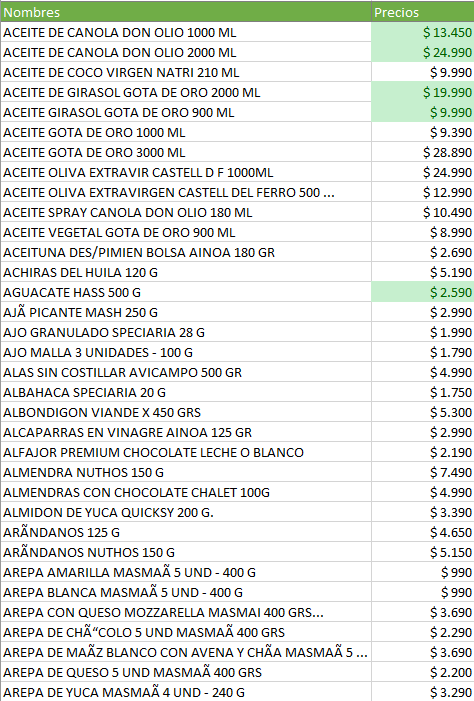 Nombres Precios
ACEITE DE CANOLA DON OLIO 1000 ML $ 13.450
ACEITE DE CANOLA DON OLIO 2000 ML $ 24.990
ACEITE DE COCO VIRGEN NATRI 210 ML $ 9.990
ACEITE DE GIRASOL GOTA DE ORO 2000 ML $ 19.990
ACEITE GIRASOL GOTA DE ORO 900 ML $ 9.990
ACEITE GOTA DE ORO 1000 ML $ 9.390
ACEITE GOTA DE ORO 3000 ML $ 28.890
ACEITE OLIVA EXTRAVIR CASTELL D F 1000ML $ 24.990
ACEITE OLIVA EXTRAVIRGEN CASTELL DEL FERRO 500 ... $ 12.990
ACEITE SPRAY CANOLA DON OLIO 180 ML $ 10.490
ACEITE VEGETAL GOTA DE ORO 900 ML $ 8.990
ACEITUNA DES/PIMIEN BOLSA AINOA 180 GR $ 2.690
ACHIRAS DEL HUILA 120 G $ 5.190
AGUACATE HASS 500 G $ 2.590
AJÃ PICANTE MASH 250 G $ 2.990
AJO GRANULADO SPECIARIA 28 G $ 1.990
AJO MALLA 3 UNIDADES - 100 G $ 1.790
ALAS SIN COSTILLAR AVICAMPO 500 GR $ 4.990
ALBAHACA SPECIARIA 20 G $ 1.750
ALBONDIGON VIANDE X 450 GRS $ 5.300
ALCAPARRAS EN VINAGRE AINOA 125 GR $ 2.990
ALFAJOR PREMIUM CHOCOLATE LECHE O BLANCO $ 2.190
ALMENDRA NUTHOS 150 G $ 7.490
ALMENDRAS CON CHOCOLATE CHALET 100G $ 4.990
ALMIDON DE YUCA QUICKSY 200 G. $ 3.390
ARÃNDANOS 125 G $ 4.650
ARÃNDANOS NUTHOS 150 G $ 5.150
AREPA AMARILLA MASMAÃ 5 UND - 400 G $ 990
AREPA BLANCA MASMAÃ 5 UND - 400 G $ 990
AREPA CON QUESO MOZZARELLA MASMAI 400 GRS... $ 3.690
AREPA DE CHÃ“COLO 5 UND MASMAÃ 400 GRS $ 2.290
AREPA DE MAÃZ BLANCO CON AVENA Y CHÃA MASMAÃ 5 ... $ 3.690
AREPA DE QUESO 5 UND MASMAÃ 400 GRS $ 2.200
AREPA DE YUCA MASMAÃ 4 UND - 240 G $ 3.290